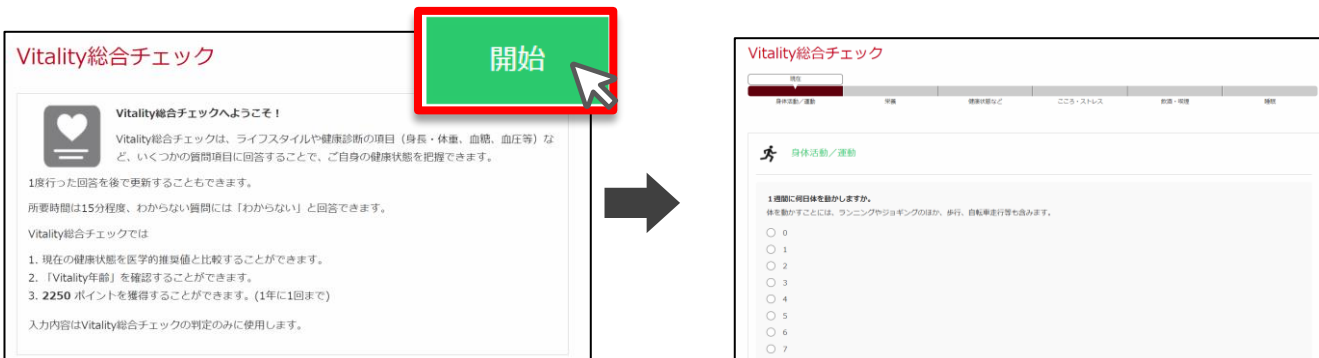 Vitality総合チェック
開始
Vitality総合チェックへようこそ！
Vitality総合チェックは、ライフスタイルや健康診断の項目（身長・体重、血糖、血圧等）な
ど、いくつかの質問項目に回答することで、ご自身の健康状態を把握できます。
1度行った回答を後で更新することもできます。
所要時間は15分程度、わからない質問には「わからない」と回答できます。
Vitality総合チェックでは
1. 現在の健康状態を医学的推奨値と比較することができます。
2. 「Vitality年齢」を確認することができます。
3. 2250 ポイントを獲得することができます。(1年に1回まで)
入力内容はVitality総合チェックの判定のみに使用します。
Vitality総合チェック
現在
身体活動／運動 栄養 健康状態など こころ・ストレス 飲酒・喫煙 睡眠
身体活動／運動
1週間に何日体を動かしますか。
体を動かすことには、ランニングやジョギングのほか、歩行、自転車走行等も含みます。
0
1
2
3
4
5
6
7